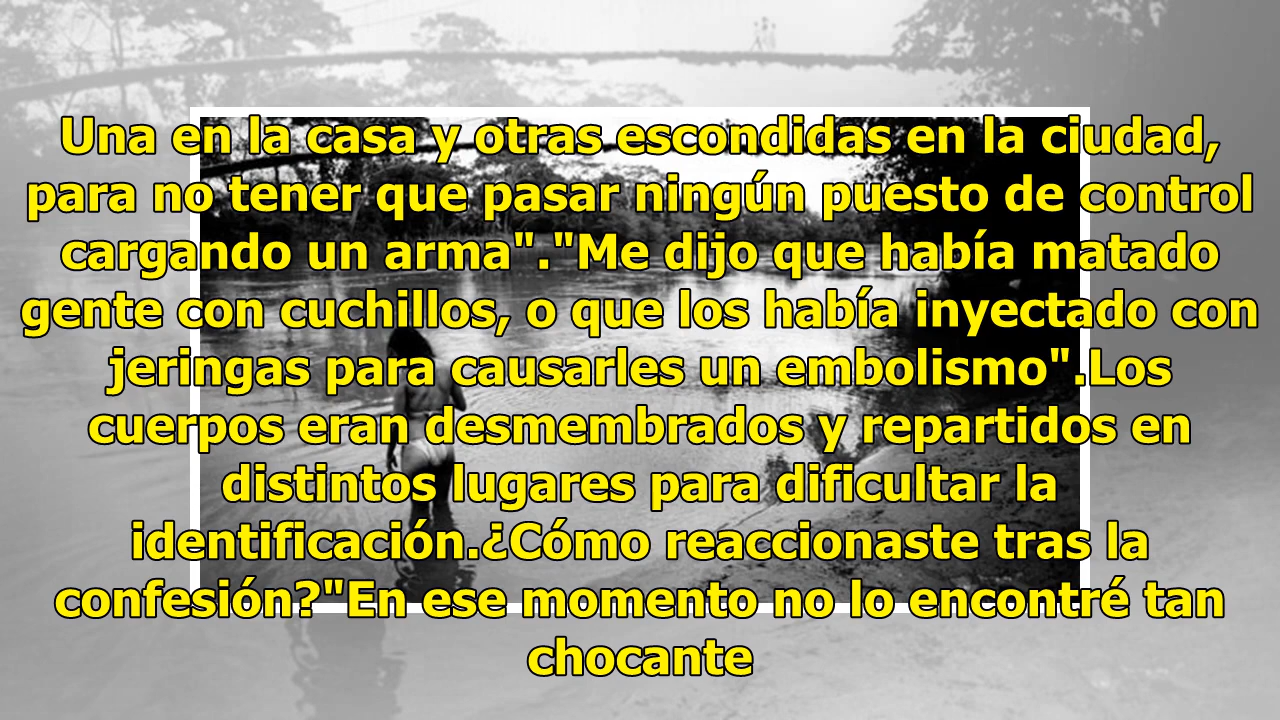 Una en la casa y otras escondidas en la ciudad,
para no tener que pasar ningún puesto de control
cargando un arma"."Me dijo que había matado
gente con cuchillos, o que los había inyectado con
jeringas para causarles un embolismo".Los
cuerpos eran desmembrados y repartidos en
distintos lugares para dificultar la
identificación.¿Cómo reaccionaste tras la
confesión?"En ese momento no lo encontré tan
chocante